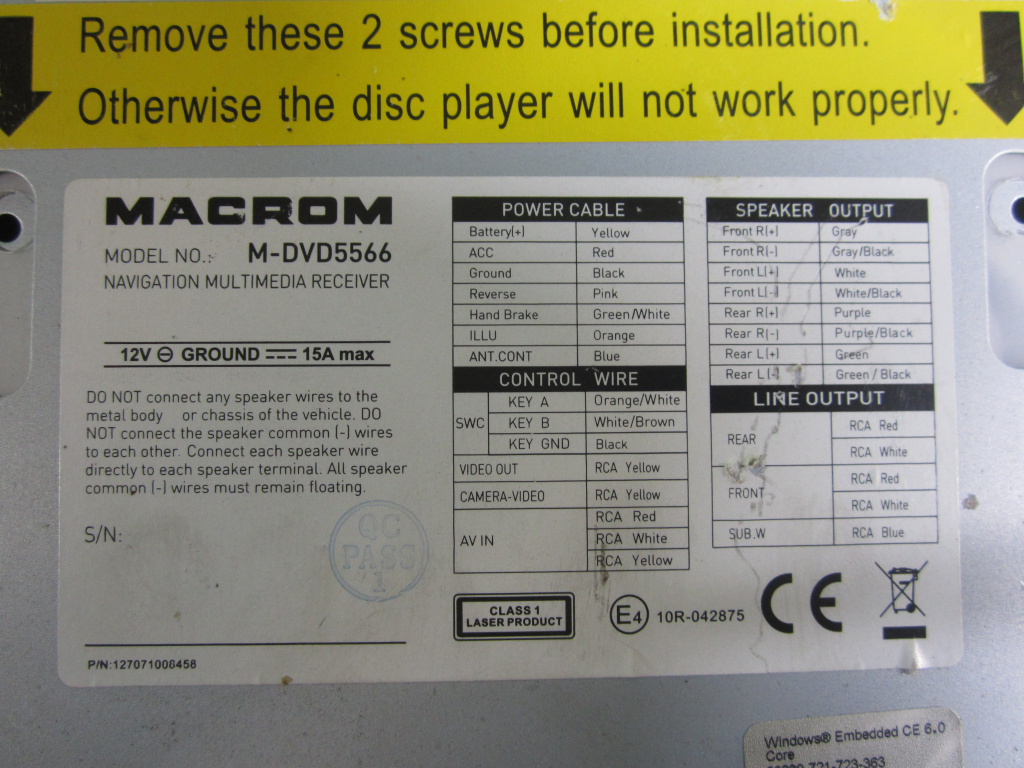 Remove these 2 screws before installation.
Otherwise the disc player will not work properly.
MACROM
MODEL NO.: M-DVD5566
NAVIGATION MULTIMEDIA RECEIVER
12V ⊖ GROUND 15A max
DO NOT connect any speaker wires to the
metal body or chassis of the vehicle. DO
NOT connect the speaker common (-) wires
to each other. Connect each speaker wire
directly to each speaker terminal. All speaker
common (-) wires must remain floating.
S/N:
QC
PASS
1
P/N:127071006458
POWER CABLE
Battery(+) Yellow
ACC Red
Ground Black
Reverse Pink
Hand Brake Green/White
ILLU Orange
ANT.CONT Blue
CONTROL WIRE
SWC
KEY A Orange/White
KEY B White/Brown
KEY GND Black
VIDEO OUT RCA Yellow
CAMERA-VIDEO RCA Yellow
AV IN
RCA Red
RCA White
RCA Yellow
SPEAKER OUTPUT
Front R(+) Gray
Front R(-) Gray/Black
Front L(+) White
Front L(-) White/Black
Rear R(+) Purple
Rear R(-) Purple/Black
Rear L(+) Green
Rear L(-) Green/Black
LINE OUTPUT
REAR
RCA Red
RCA White
FRONT
RCA Red
RCA White
SUB.W RCA Blue
CLASS 1
LASER PRODUCT
E4 10R-042875
CE
Windows® Embedded CE 6.0
Core
721-723-363